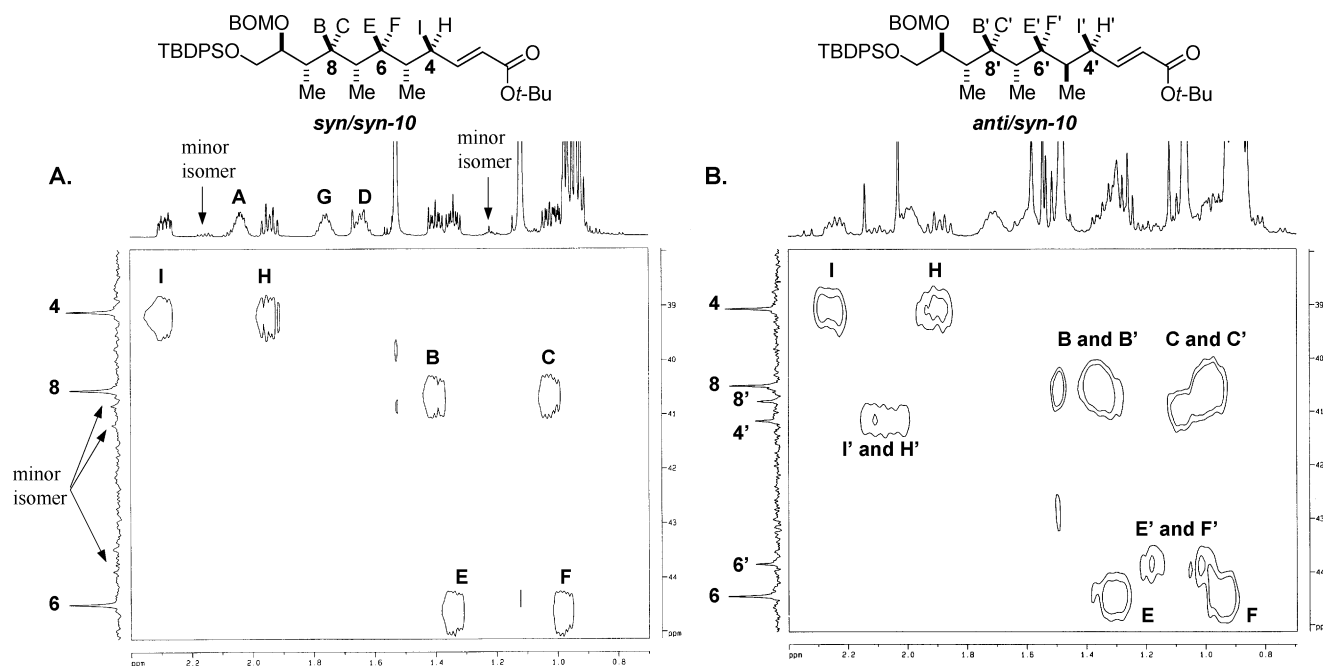 BOMO B C E F I H
TBDPSO 8 6 4 O
Me Me Me Ot-Bu
syn/syn-10
BOMO B' C' E' F' I' H'
TBDPSO 8' 6' 4' O
Me Me Me Ot-Bu
anti/syn-10
A.
minor
isomer
A G D
minor
isomer
I H
B C
E F
4
8
6
minor
isomer
39
40
41
42
43
44
ppm
ppm 2.2 2.0 1.8 1.6 1.4 1.2 1.0 0.8
B.
I H
B and B' C and C'
I' and H'
E' and F'
E F
4
8
8'
4'
6'
6
39
40
41
42
43
44
ppm
ppm 2.2 2.0 1.8 1.6 1.4 1.2 1.0 0.8